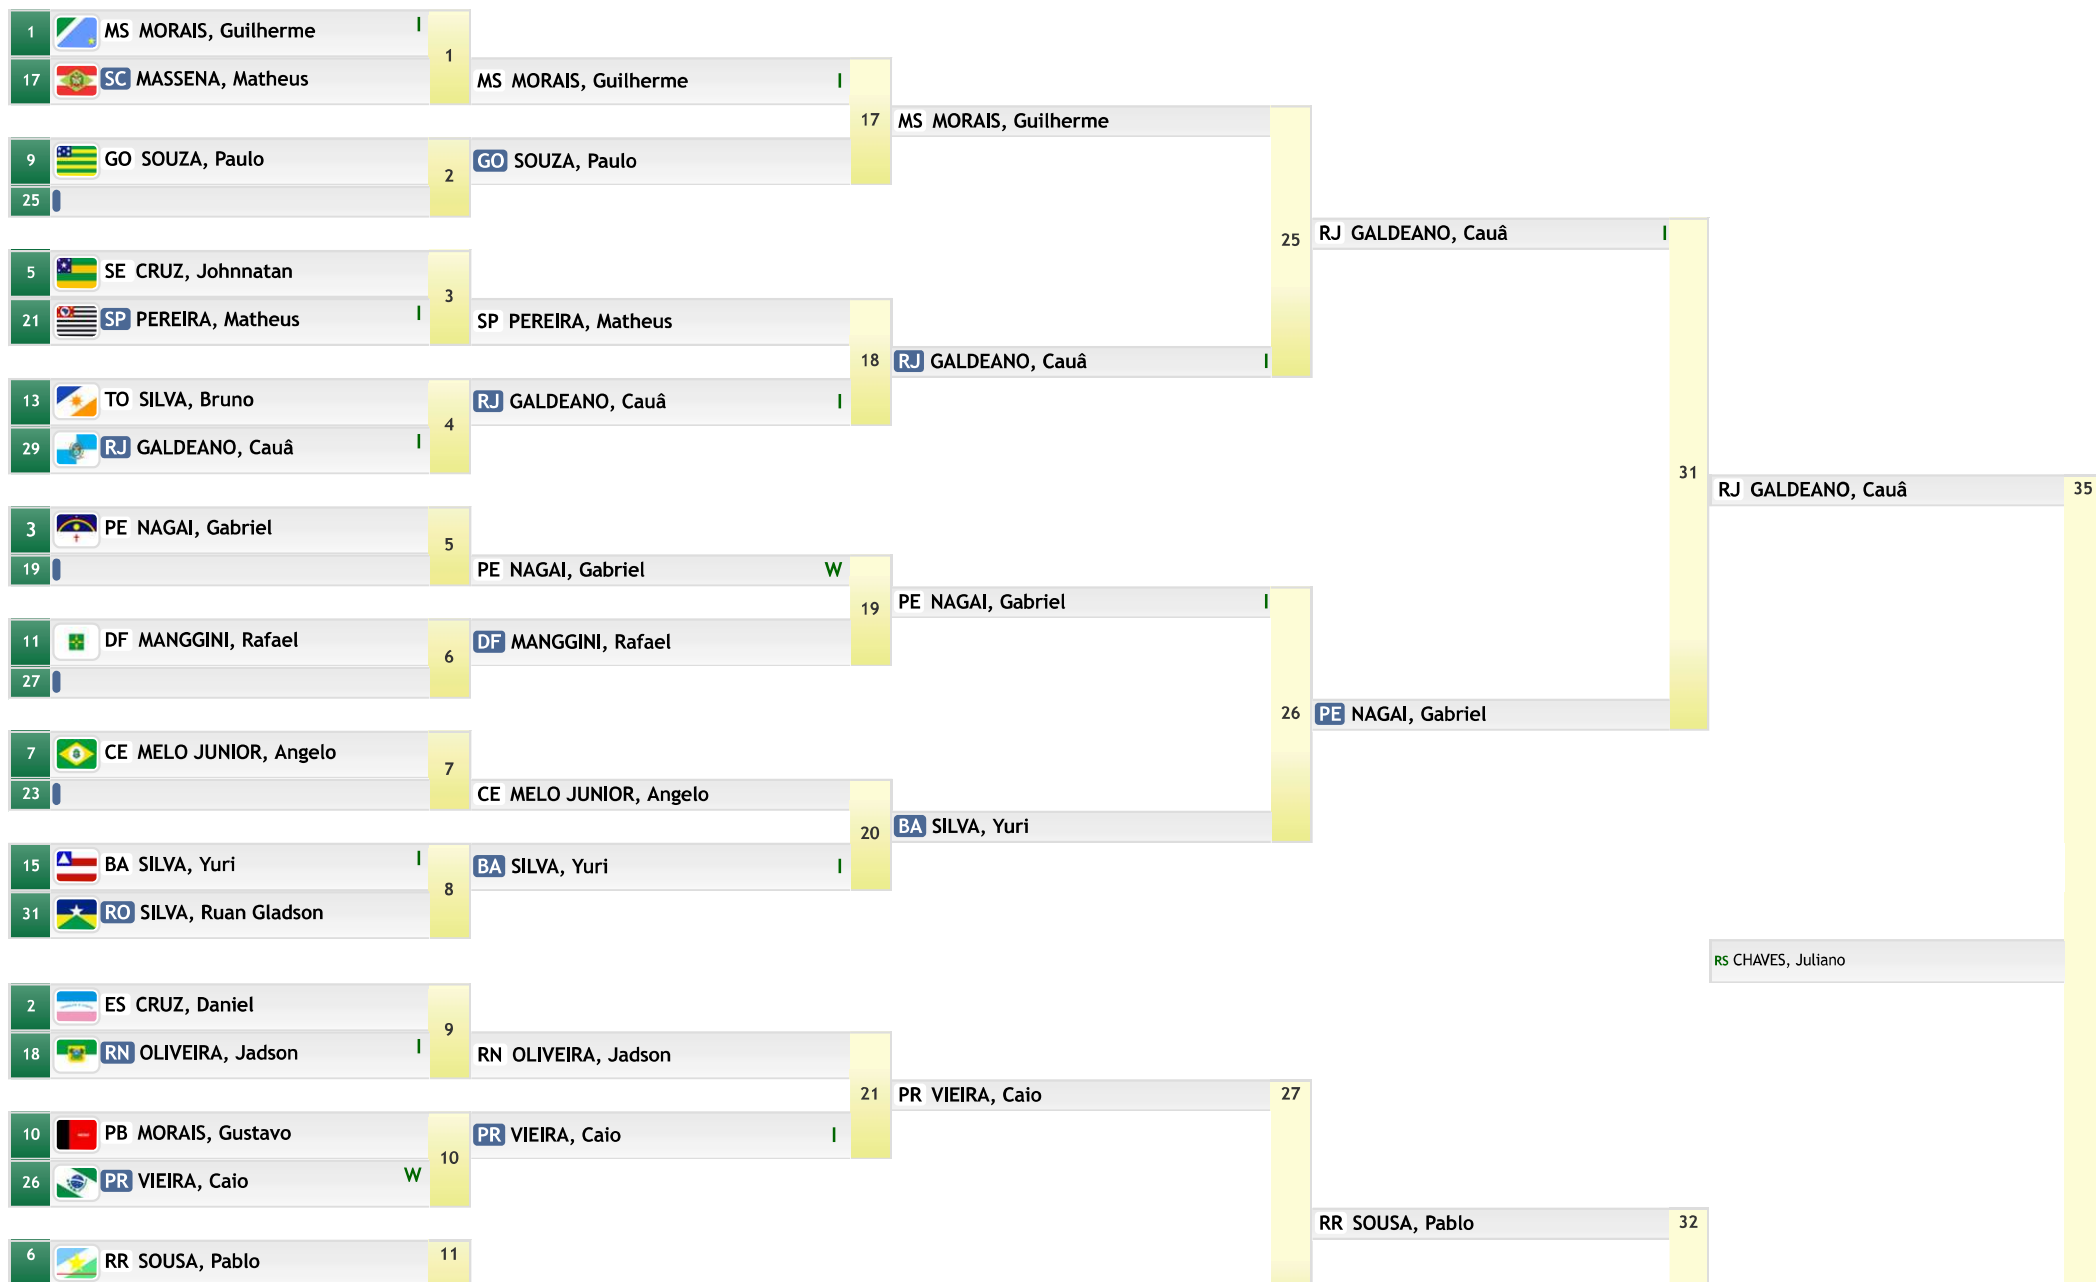 1 MS MORAIS, Guilherme I
1
17 SC MASSENA, Matheus
MS MORAIS, Guilherme I
17
MS MORAIS, Guilherme
9 GO SOUZA, Paulo
2
GO SOUZA, Paulo
25
25
RJ GALDEANO, Cauâ I
5 SE CRUZ, Johnnatan
3
21 SP PEREIRA, Matheus I
SP PEREIRA, Matheus
18
RJ GALDEANO, Cauâ I
13 TO SILVA, Bruno
4
RJ GALDEANO, Cauâ I
29 RJ GALDEANO, Cauâ I
31
RJ GALDEANO, Cauâ
35
3 PE NAGAI, Gabriel
5
19
PE NAGAI, Gabriel W
19
PE NAGAI, Gabriel I
11 DF MANGGINI, Rafael
6
DF MANGGINI, Rafael
27
26
PE NAGAI, Gabriel
7 CE MELO JUNIOR, Angelo
7
23
CE MELO JUNIOR, Angelo
20
BA SILVA, Yuri
15 BA SILVA, Yuri I
8
BA SILVA, Yuri I
31 RO SILVA, Ruan Gladson
RS CHAVES, Juliano
2 ES CRUZ, Daniel
9
18 RN OLIVEIRA, Jadson I
RN OLIVEIRA, Jadson
21
PR VIEIRA, Caio
27
10 PB MORAIS, Gustavo
10
PR VIEIRA, Caio I
26 PR VIEIRA, Caio W
RR SOUSA, Pablo
32
6 RR SOUSA, Pablo
11